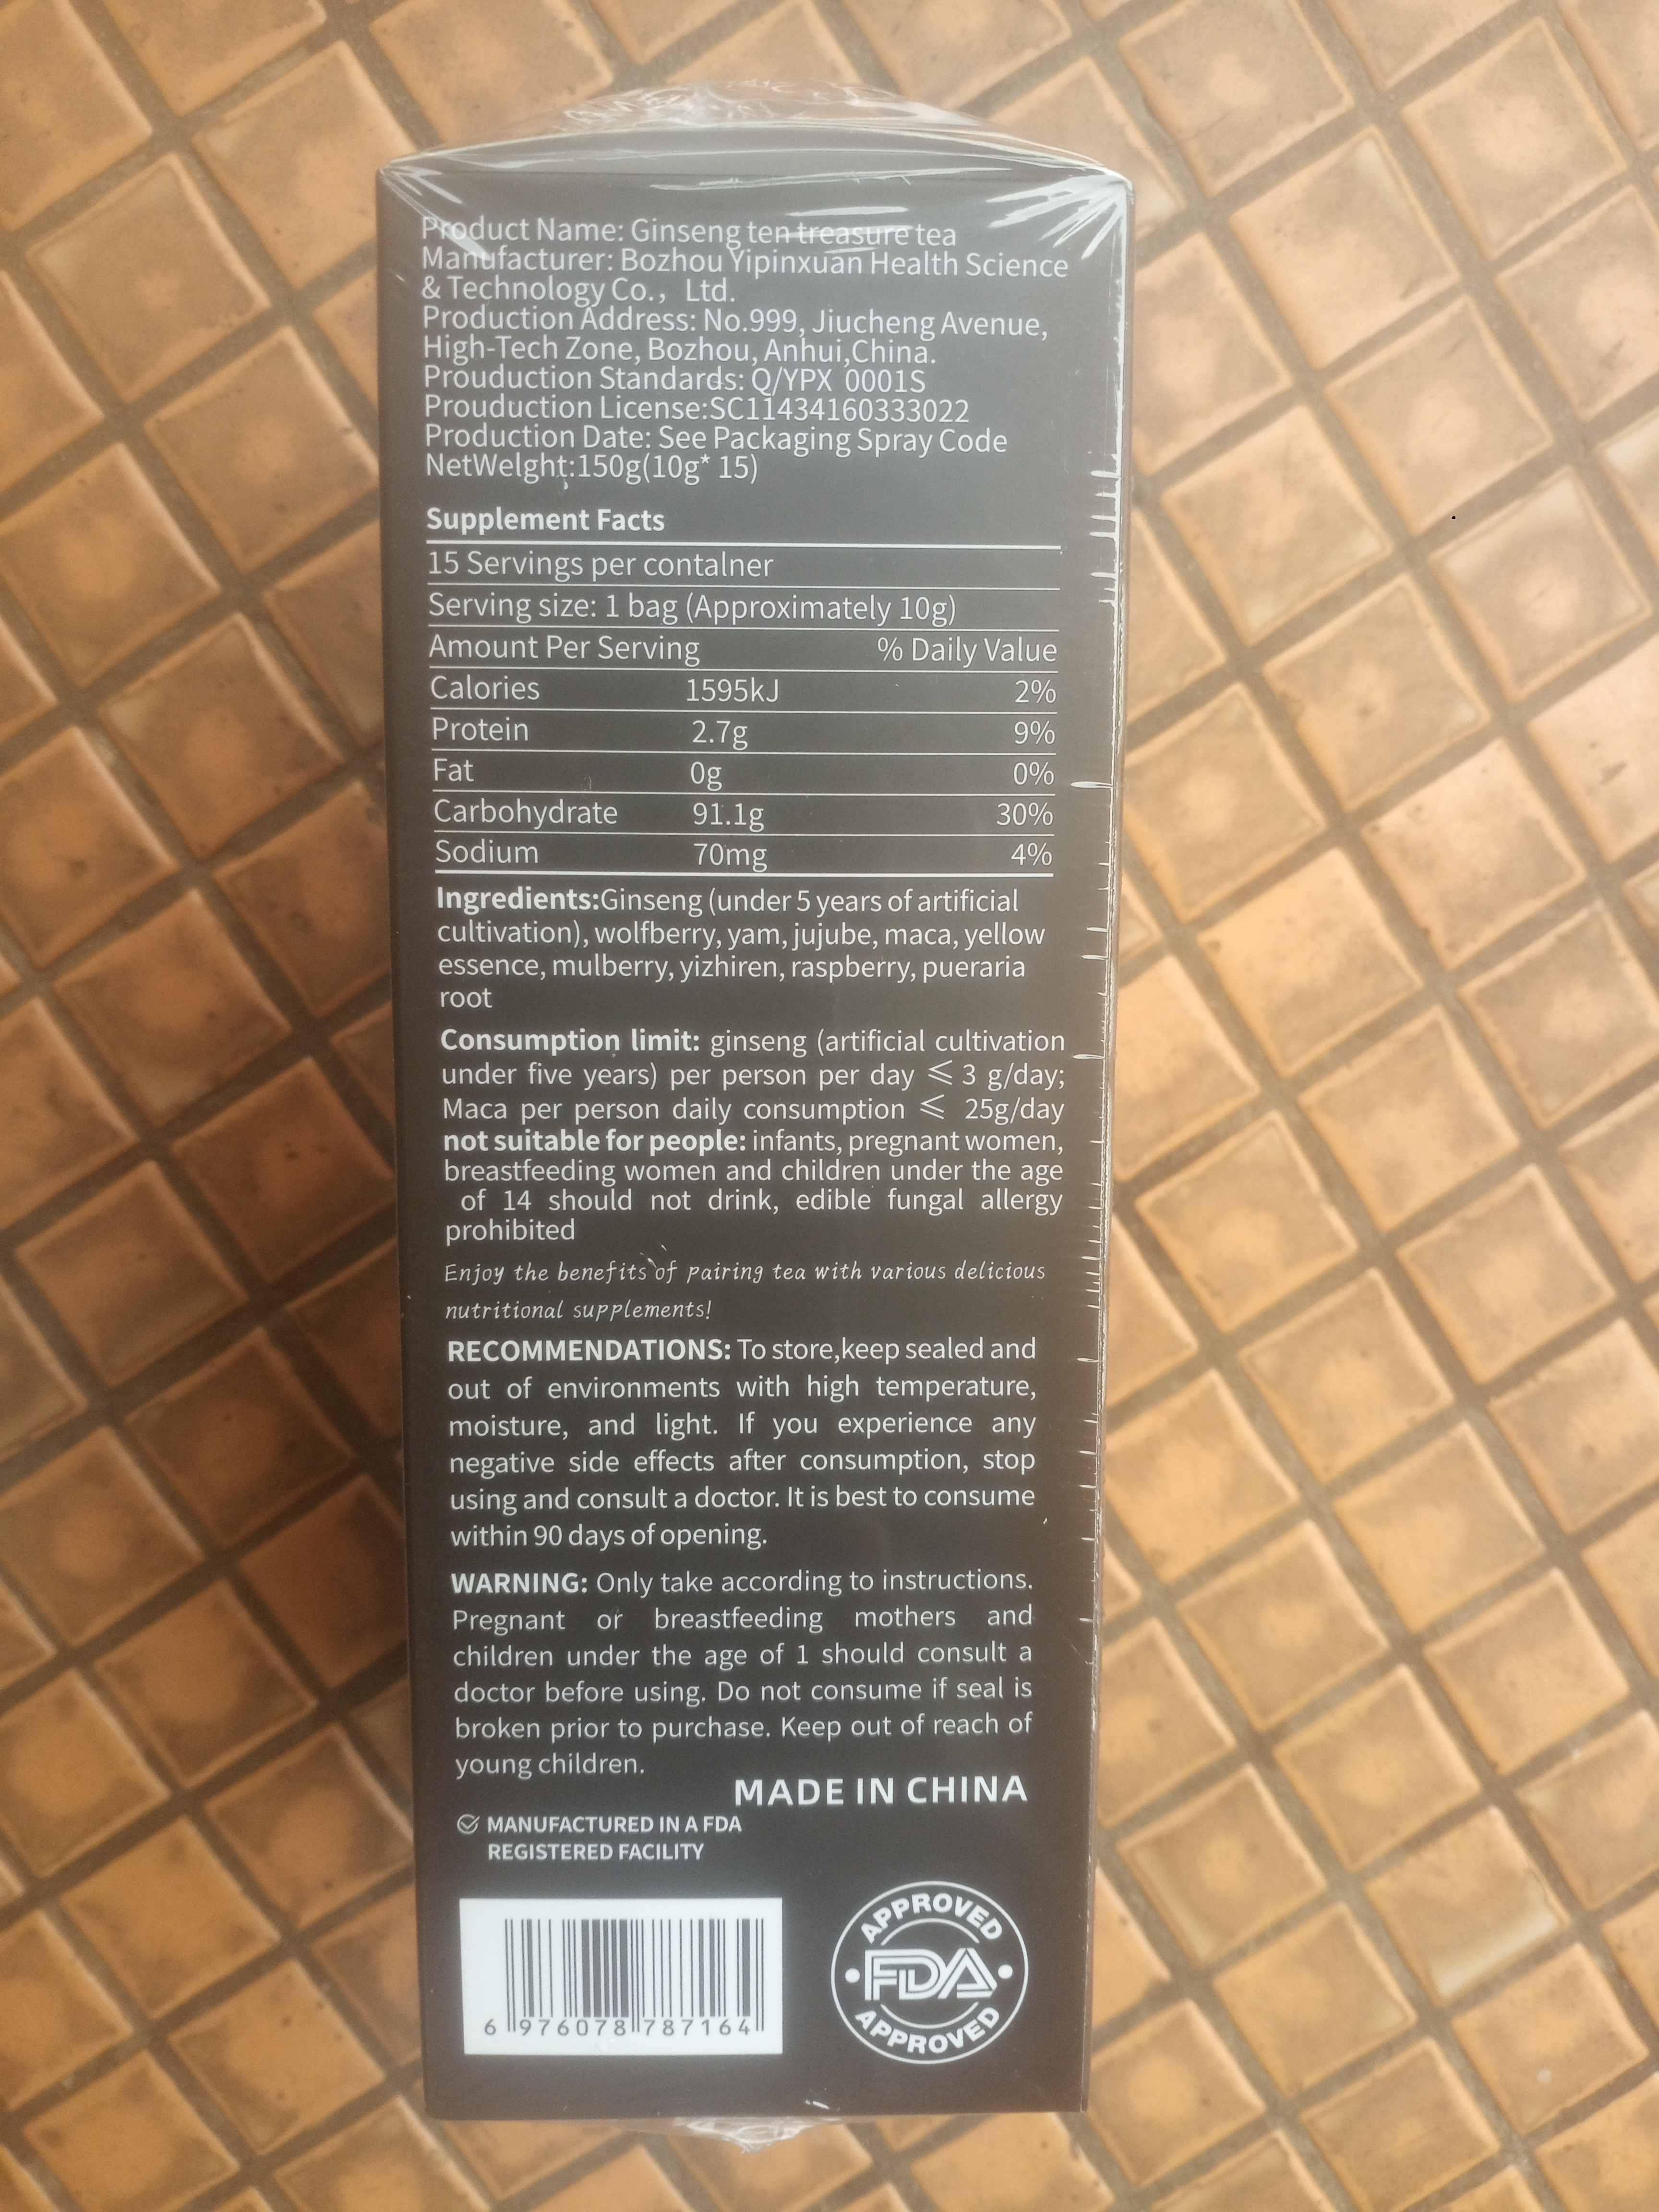 Product Name: Ginseng ten treasure tea
Manufacturer: Bozhou Yipinxuan Health Science
& Technology Co., Ltd.
Production Address: No.999, Jiucheng Avenue,
High-Tech Zone, Bozhou, Anhui,China.
Prouduction Standards: Q/YPX 0001S
Prouduction License:SC11434160333022
Production Date: See Packaging Spray Code
NetWelght:150g(10g* 15)
Supplement Facts
15 Servings per contalner
Serving size: 1 bag (Approximately 10g)
Amount Per Serving % Daily Value
Calories 1595kJ 2%
Protein 2.7g 9%
Fat 0g 0%
Carbohydrate 91.1g 30%
Sodium 70mg 4%
Ingredients:Ginseng (under 5 years of artificial
cultivation), wolfberry, yam, jujube, maca, yellow
essence, mulberry, yizhiren, raspberry, pueraria
root
Consumption limit: ginseng (artificial cultivation
under five years) per person per day ⩽ 3 g/day;
Maca per person daily consumption ⩽ 25g/day
not suitable for people: infants, pregnant women,
breastfeeding women and children under the age
of 14 should not drink, edible fungal allergy
prohibited
Enjoy the benefits of pairing tea with various delicious
nutritional supplements!
RECOMMENDATIONS: To store,keep sealed and
out of environments with high temperature,
moisture, and light. If you experience any
negative side effects after consumption, stop
using and consult a doctor. It is best to consume
within 90 days of opening.
WARNING: Only take according to instructions.
Pregnant or breastfeeding mothers and
children under the age of 1 should consult a
doctor before using. Do not consume if seal is
broken prior to purchase. Keep out of reach of
young children.
MADE IN CHINA
MANUFACTURED IN A FDA
REGISTERED FACILITY
6 976078 787164
APPROVED
FDA
APPROVED